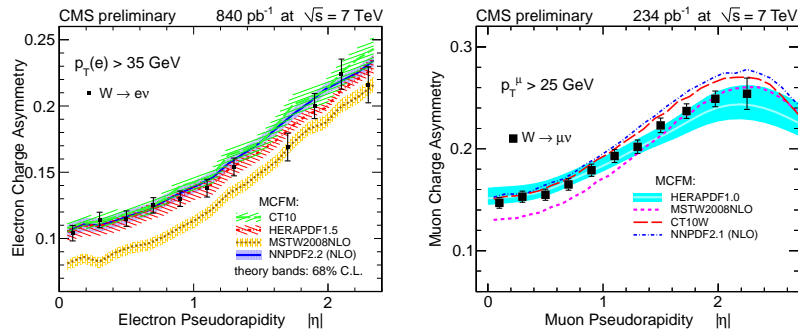 CMS preliminary 840 pb⁻¹ at √s = 7 TeV
p_T(e) > 35 GeV
W → eν
MCFM:
CT10
HERAPDF1.5
MSTW2008NLO
NNPDF2.2 (NLO)
theory bands: 68% C.L.
Electron Charge Asymmetry
0.25
0.2
0.15
0.1
0 1 2
Electron Pseudorapidity |η|
CMS preliminary 234 pb⁻¹ at √s = 7 TeV
p_T^μ > 25 GeV
W → μν
MCFM:
HERAPDF1.0
MSTW2008NLO
CT10W
NNPDF2.1 (NLO)
Muon Charge Asymmetry
0.3
0.2
0.1
0 1 2
Muon Pseudorapidity |η|